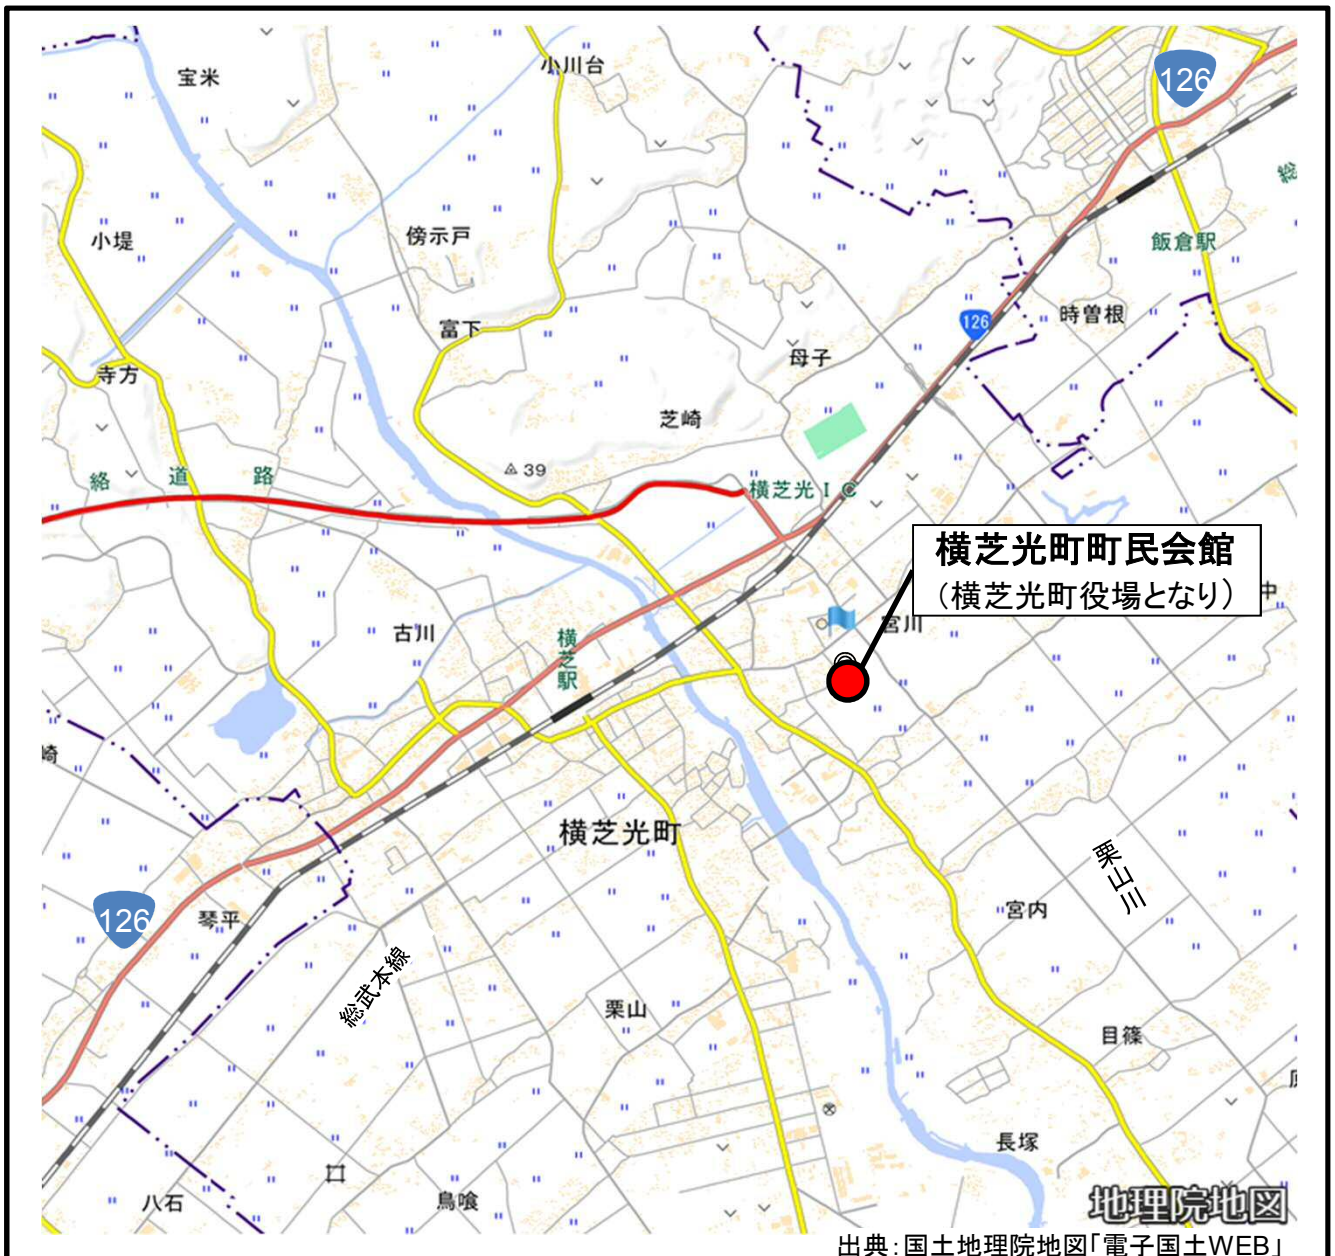 宝米
小川台
126
総
小堤
傍示戸
飯倉駅
富下
126
時曽根
母子
寺方
芝崎
39
絡道路
横芝光IC
横芝光町町民会館
(横芝光町役場となり)
中
古川
横芝駅
宮川
崎
横芝光町
栗山川
126
琴平
宮内
総武本線
栗山
目篠
長塚
八石
鳥喰
地理院地図
出典:国土地理院地図「電子国土WEB」